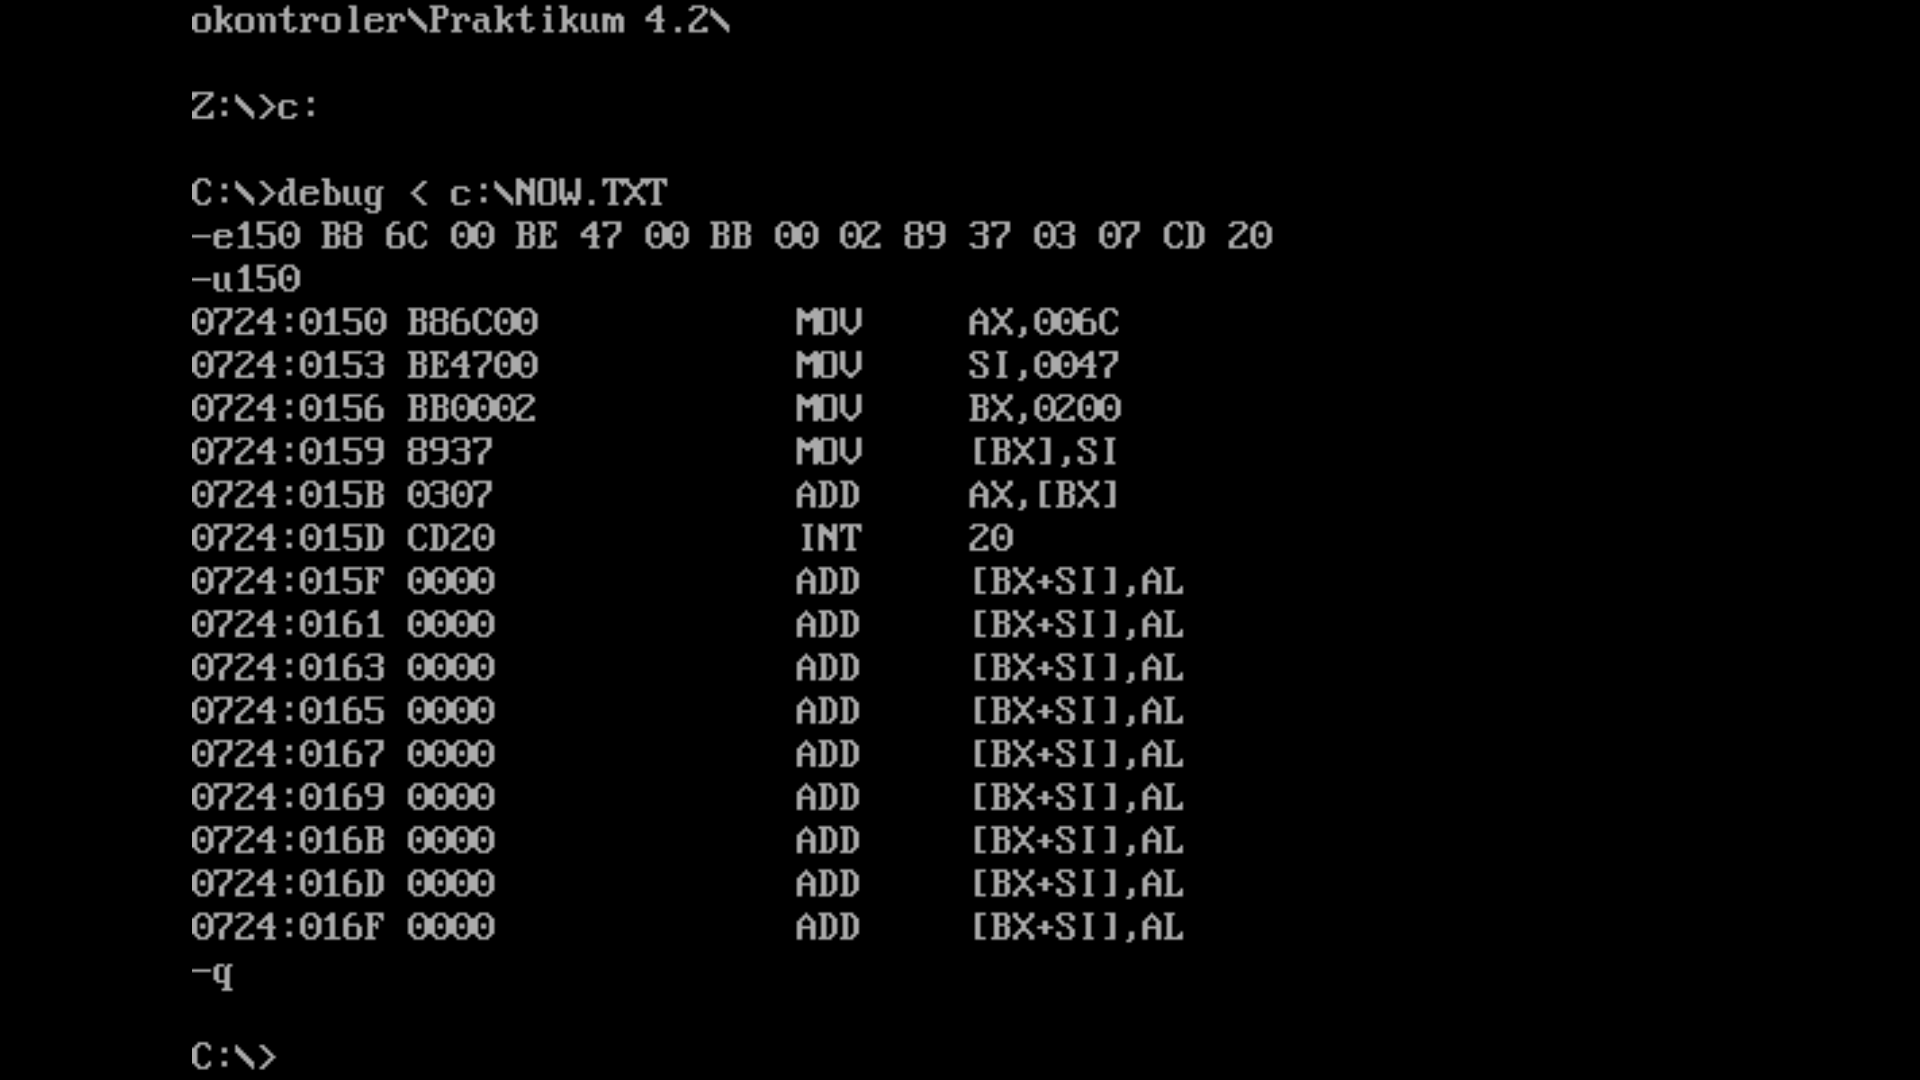 okontroler\Praktikum 4.2\
Z:\>c:
C:\>debug < c:\NOW.TXT
-e150 B8 6C 00 BE 47 00 BB 00 02 89 37 03 07 CD 20
-u150
0724:0150 B86C00 MOV AX,006C
0724:0153 BE4700 MOV SI,0047
0724:0156 BB0002 MOV BX,0200
0724:0159 8937 MOV [BX],SI
0724:015B 0307 ADD AX,[BX]
0724:015D CD20 INT 20
0724:015F 0000 ADD [BX+SI],AL
0724:0161 0000 ADD [BX+SI],AL
0724:0163 0000 ADD [BX+SI],AL
0724:0165 0000 ADD [BX+SI],AL
0724:0167 0000 ADD [BX+SI],AL
0724:0169 0000 ADD [BX+SI],AL
0724:016B 0000 ADD [BX+SI],AL
0724:016D 0000 ADD [BX+SI],AL
0724:016F 0000 ADD [BX+SI],AL
-q
C:\>